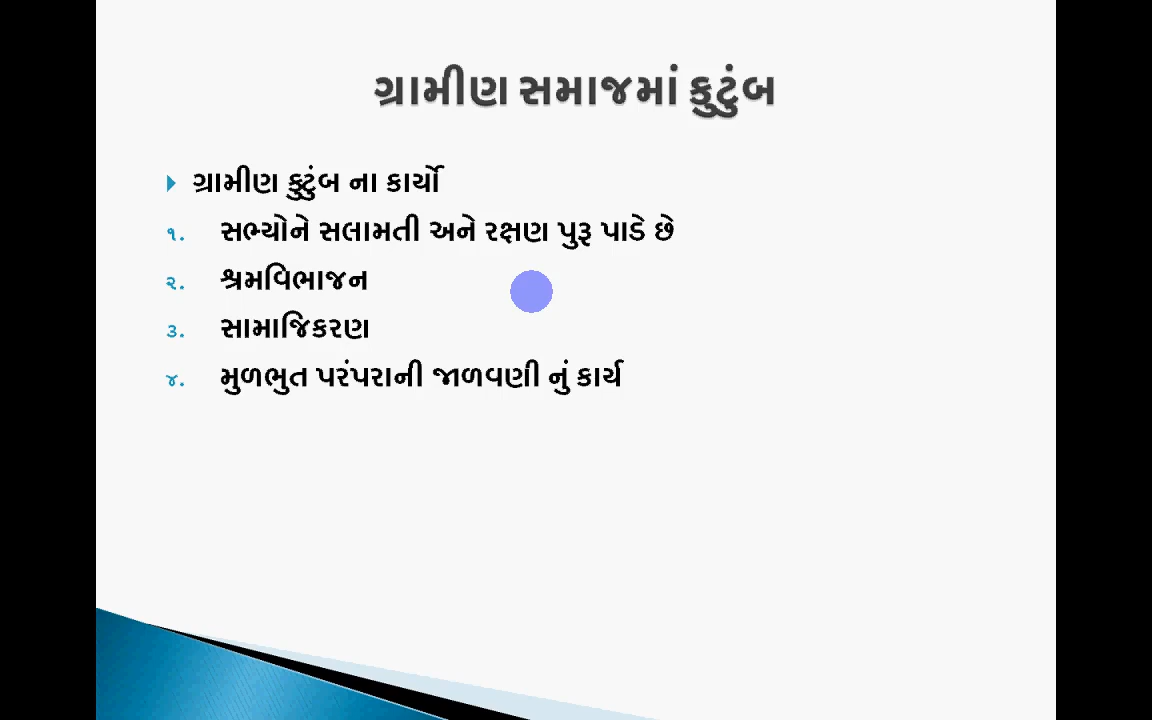 ગ્રામીણ સમાજમાં કુટુંબ
ગ્રામીણ કુટુંબ ના કાર્યો
૧. સભ્યોને સલામતી અને રક્ષણ પુરૂ પાડે છે
૨. શ્રમવિભાજન
૩. સામાજિકરણ
૪. મુળભુત પરંપરાની જાળવણી નું કાર્ય